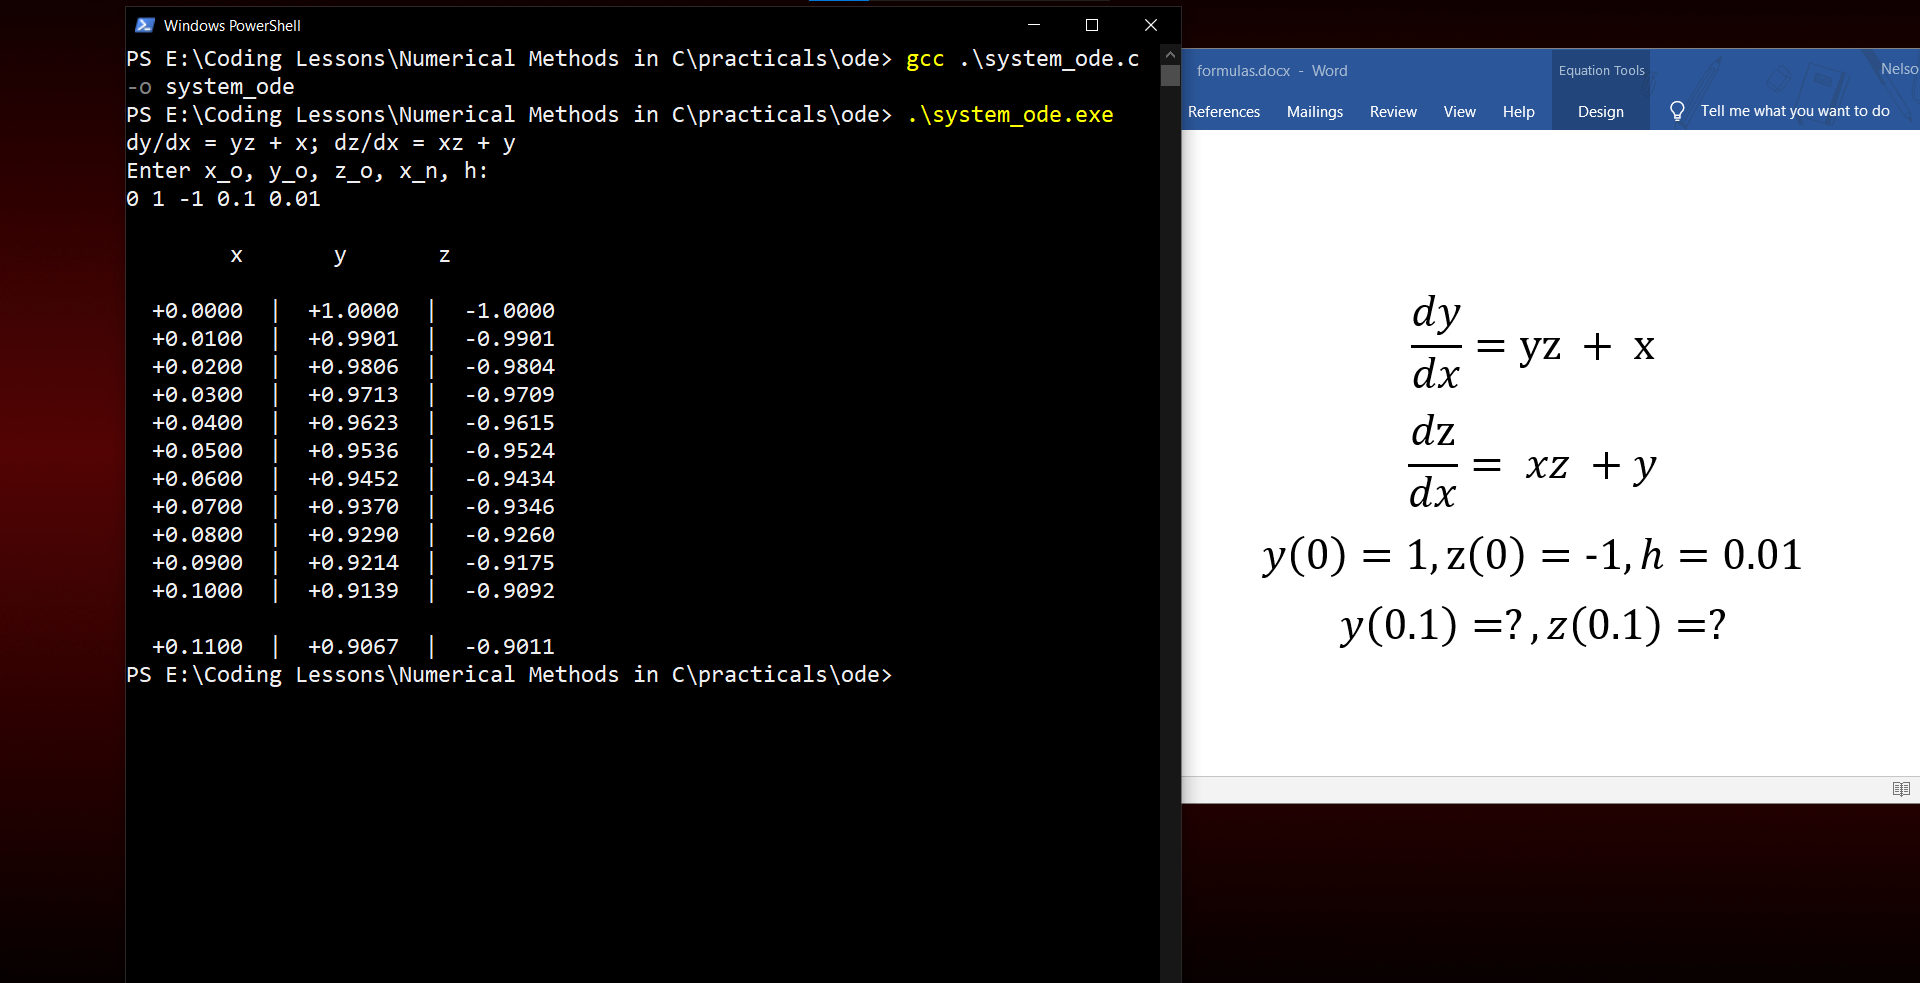 Windows PowerShell
PS E:\Coding Lessons\Numerical Methods in C\practicals\ode> gcc .\system_ode.c
-o system_ode
PS E:\Coding Lessons\Numerical Methods in C\practicals\ode> .\system_ode.exe
dy/dx = yz + x; dz/dx = xz + y
Enter x_o, y_o, z_o, x_n, h:
0 1 -1 0.1 0.01
x y z
+0.0000 | +1.0000 | -1.0000
+0.0100 | +0.9901 | -0.9901
+0.0200 | +0.9806 | -0.9804
+0.0300 | +0.9713 | -0.9709
+0.0400 | +0.9623 | -0.9615
+0.0500 | +0.9536 | -0.9524
+0.0600 | +0.9452 | -0.9434
+0.0700 | +0.9370 | -0.9346
+0.0800 | +0.9290 | -0.9260
+0.0900 | +0.9214 | -0.9175
+0.1000 | +0.9139 | -0.9092
+0.1100 | +0.9067 | -0.9011
PS E:\Coding Lessons\Numerical Methods in C\practicals\ode>
formulas.docx - Word Equation Tools Nelso
References Mailings Review View Help Design Tell me what you want to do
dy/dx = yz + x
dz/dx = xz + y
y(0) = 1, z(0) = -1, h = 0.01
y(0.1) =? , z(0.1) =?